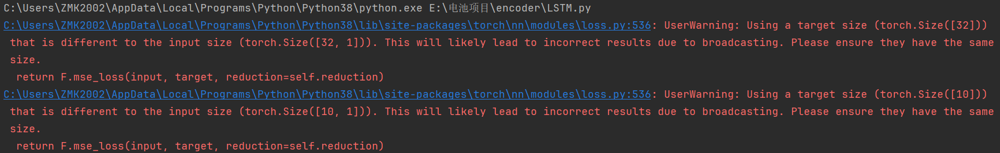 C:\Users\ZMK2002\AppData\Local\Programs\Python\Python38\python.exe E:\电池项目\encoder\LSTM.py
C:\Users\ZMK2002\AppData\Local\Programs\Python\Python38\lib\site-packages\torch\nn\modules\loss.py:536: UserWarning: Using a target size (torch.Size([32]))
that is different to the input size (torch.Size([32, 1])). This will likely lead to incorrect results due to broadcasting. Please ensure they have the same
size.
return F.mse_loss(input, target, reduction=self.reduction)
C:\Users\ZMK2002\AppData\Local\Programs\Python\Python38\lib\site-packages\torch\nn\modules\loss.py:536: UserWarning: Using a target size (torch.Size([10]))
that is different to the input size (torch.Size([10, 1])). This will likely lead to incorrect results due to broadcasting. Please ensure they have the same
size.
return F.mse_loss(input, target, reduction=self.reduction)